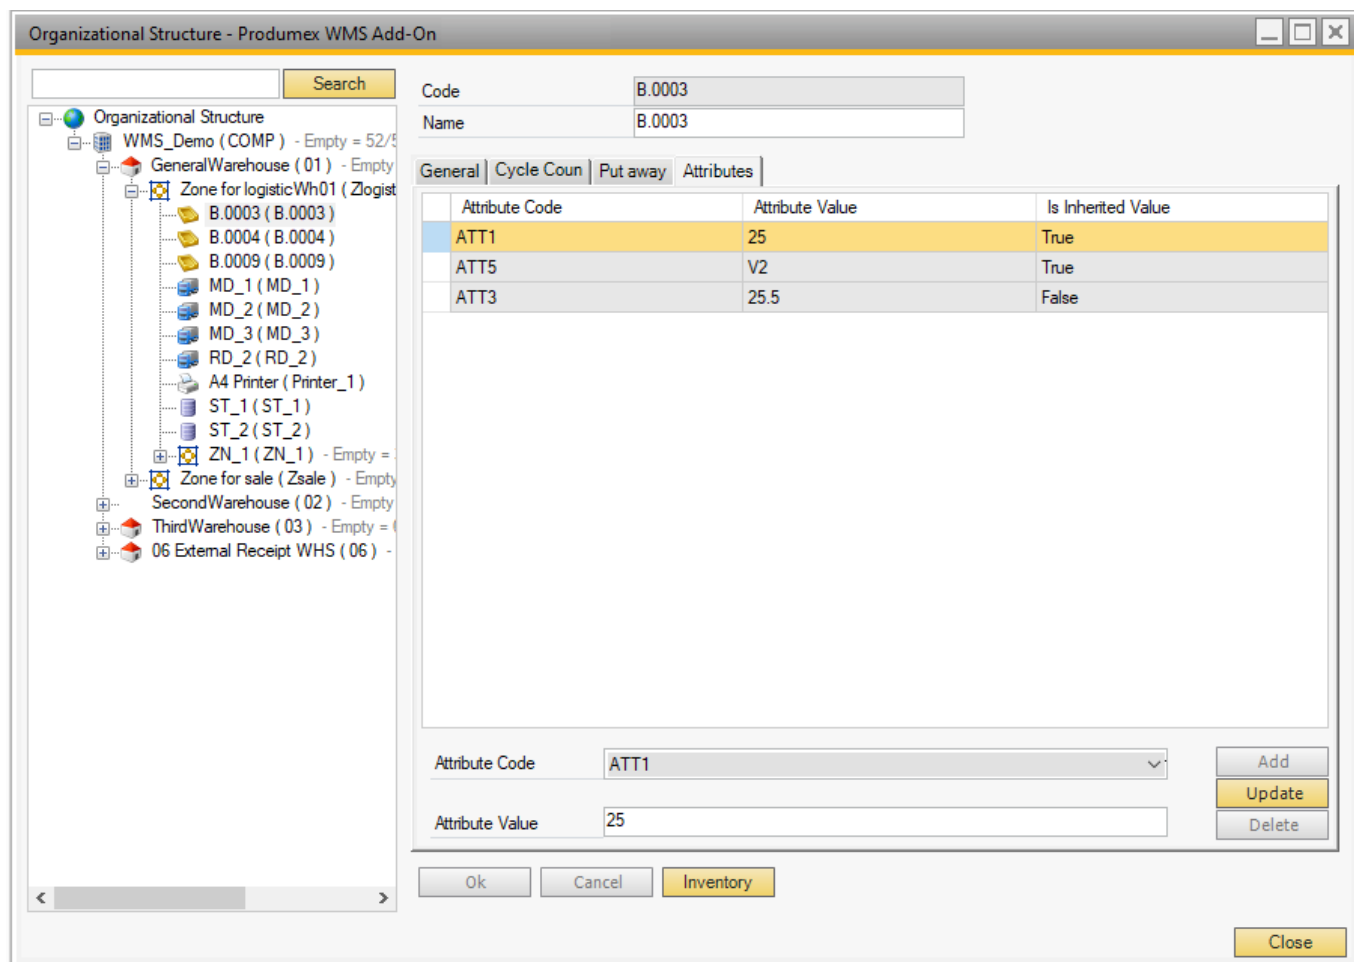 Organizational Structure - Produmex WMS Add-On
Search
Organizational Structure
WMS_Demo ( COMP ) - Empty = 52/5
GeneralWarehouse ( 01 ) - Empty
Zone for logisticWh01 ( Zlogist
B.0003 ( B.0003 )
B.0004 ( B.0004 )
B.0009 ( B.0009 )
MD_1 ( MD_1 )
MD_2 ( MD_2 )
MD_3 ( MD_3 )
RD_2 ( RD_2 )
A4 Printer ( Printer_1 )
ST_1 ( ST_1 )
ST_2 ( ST_2 )
ZN_1 ( ZN_1 ) - Empty =
Zone for sale ( Zsale ) - Empty
SecondWarehouse ( 02 ) - Empty
ThirdWarehouse ( 03 ) - Empty =
06 External Receipt WHS ( 06 ) -
Code B.0003
Name B.0003
General Cycle Coun Put away Attributes
Attribute Code Attribute Value Is Inherited Value
ATT1 25 True
ATT5 V2 True
ATT3 25.5 False
Attribute Code ATT1 Add
Update
Attribute Value 25 Delete
Ok Cancel Inventory
Close